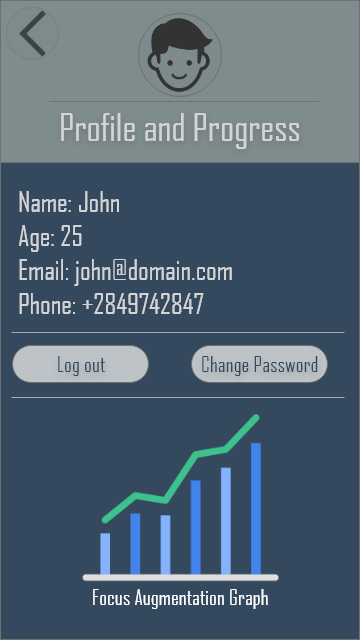 Profile and Progress
Name: John
Age: 25
Email: john@domain.com
Phone: +2849742847
Log out
Change Password
Focus Augmentation Graph